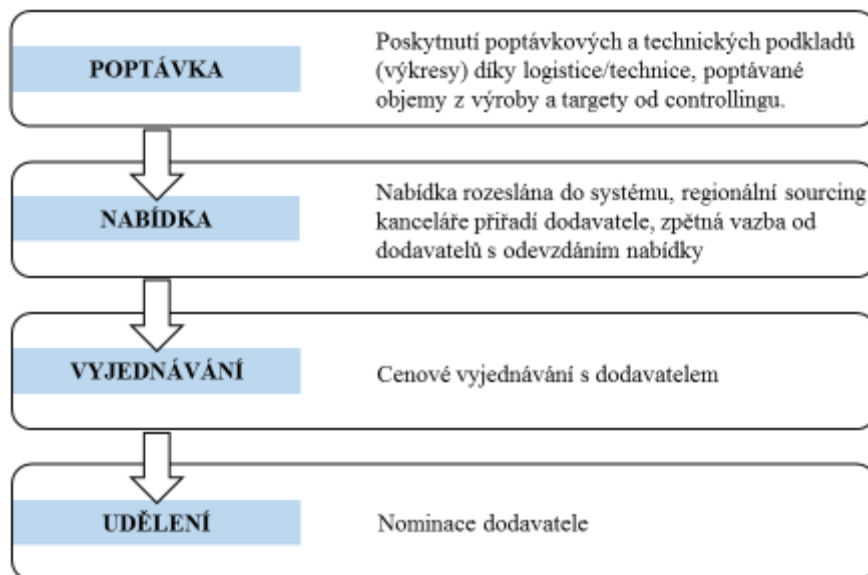 POPTÁVKA
Poskytnutí poptávkových a technických podkladů
(výkresy) díky logistice/technice, poptávané
objemy z výroby a targety od controllingu.
NABÍDKA
Nabídka rozeslána do systému, regionální sourcing
kanceláře přiřadí dodavatele, zpětná vazba od
dodavatelů s odevzdáním nabídky
VYJEDNÁVÁNÍ
Cenové vyjednávání s dodavatelem
UDĚLENÍ
Nominace dodavatele